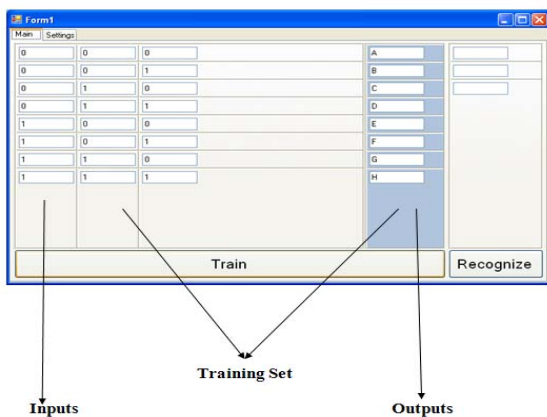 Form1
Main Settings
0 0 0 A
0 0 1 B
0 1 0 C
0 1 1 D
1 0 0 E
1 0 1 F
1 1 0 G
1 1 1 H
Train Recognize
Training Set
Inputs Outputs